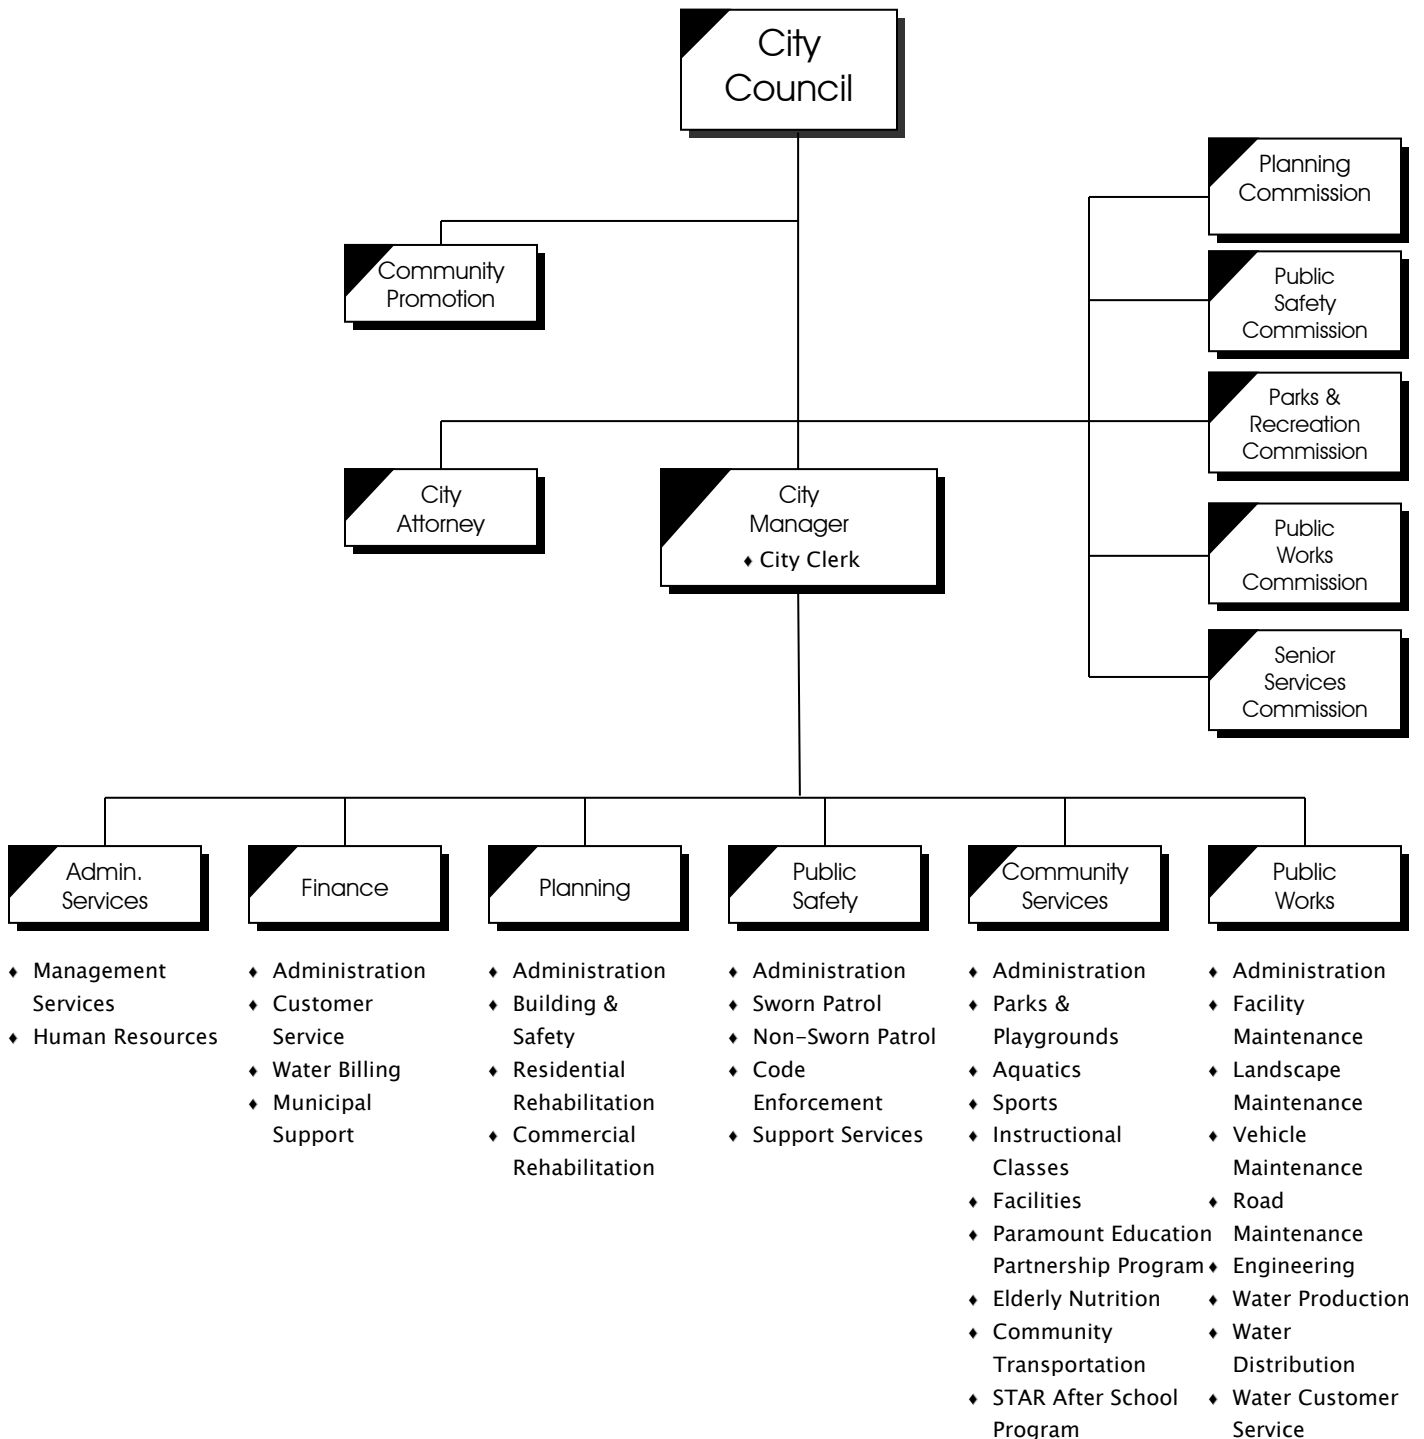 City
Council
Planning
Commission
Community
Promotion
Public
Safety
Commission
Parks &
Recreation
Commission
City
Attorney
City
Manager
♦ City Clerk
Public
Works
Commission
Senior
Services
Commission
Admin.
Services
♦ Management
Services
♦ Human Resources
Finance
♦ Administration
♦ Customer
Service
♦ Water Billing
♦ Municipal
Support
Planning
♦ Administration
♦ Building &
Safety
♦ Residential
Rehabilitation
♦ Commercial
Rehabilitation
Public
Safety
♦ Administration
♦ Sworn Patrol
♦ Non-Sworn Patrol
♦ Code
Enforcement
♦ Support Services
Community
Services
♦ Administration
♦ Parks &
Playgrounds
♦ Aquatics
♦ Sports
♦ Instructional
Classes
♦ Facilities
♦ Paramount Education
Partnership Program
♦ Elderly Nutrition
♦ Community
Transportation
♦ STAR After School
Program
Public
Works
♦ Administration
♦ Facility
Maintenance
♦ Landscape
Maintenance
♦ Vehicle
Maintenance
♦ Road
Maintenance
♦ Engineering
♦ Water Production
♦ Water
Distribution
♦ Water Customer
Service